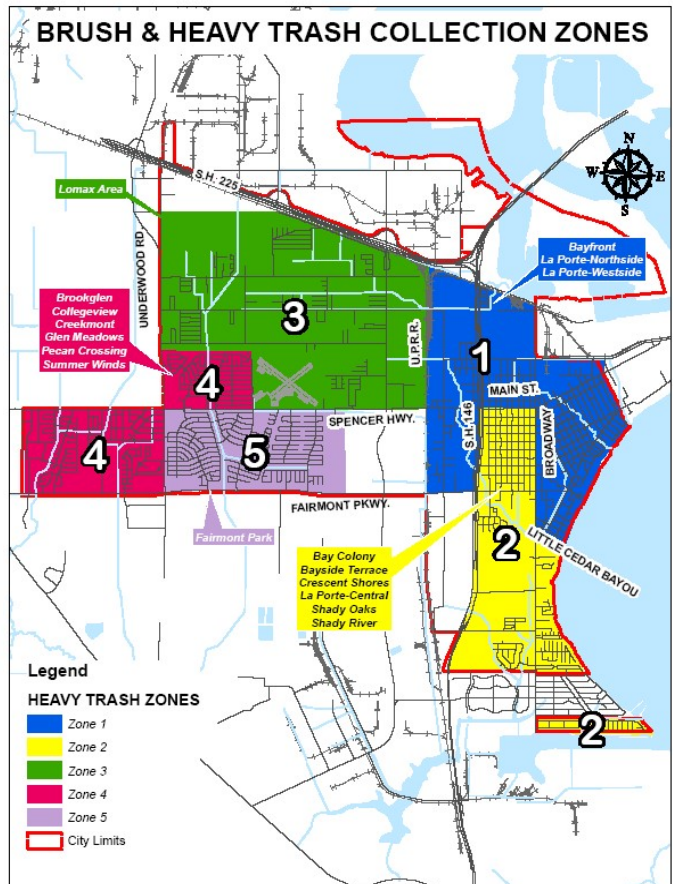 BRUSH & HEAVY TRASH COLLECTION ZONES
N
W
E
S
S.H. 225
Lomax Area
UNDERWOOD RD
Bayfront
La Porte-Northside
La Porte-Westside
Brookglen
Collegeview
Creekmont
Glen Meadows
Pecan Crossing
Summer Winds
3
U.P.R.R.
1
4
MAIN ST.
SPENCER HWY.
S.H. 146
BROADWAY
4
5
FAIRMONT PKWY.
Fairmont Park
2
LITTLE CEDAR BAYOU
Bay Colony
Bayside Terrace
Crescent Shores
La Porte-Central
Shady Oaks
Shady River
2
Legend
HEAVY TRASH ZONES
Zone 1
Zone 2
Zone 3
Zone 4
Zone 5
City Limits